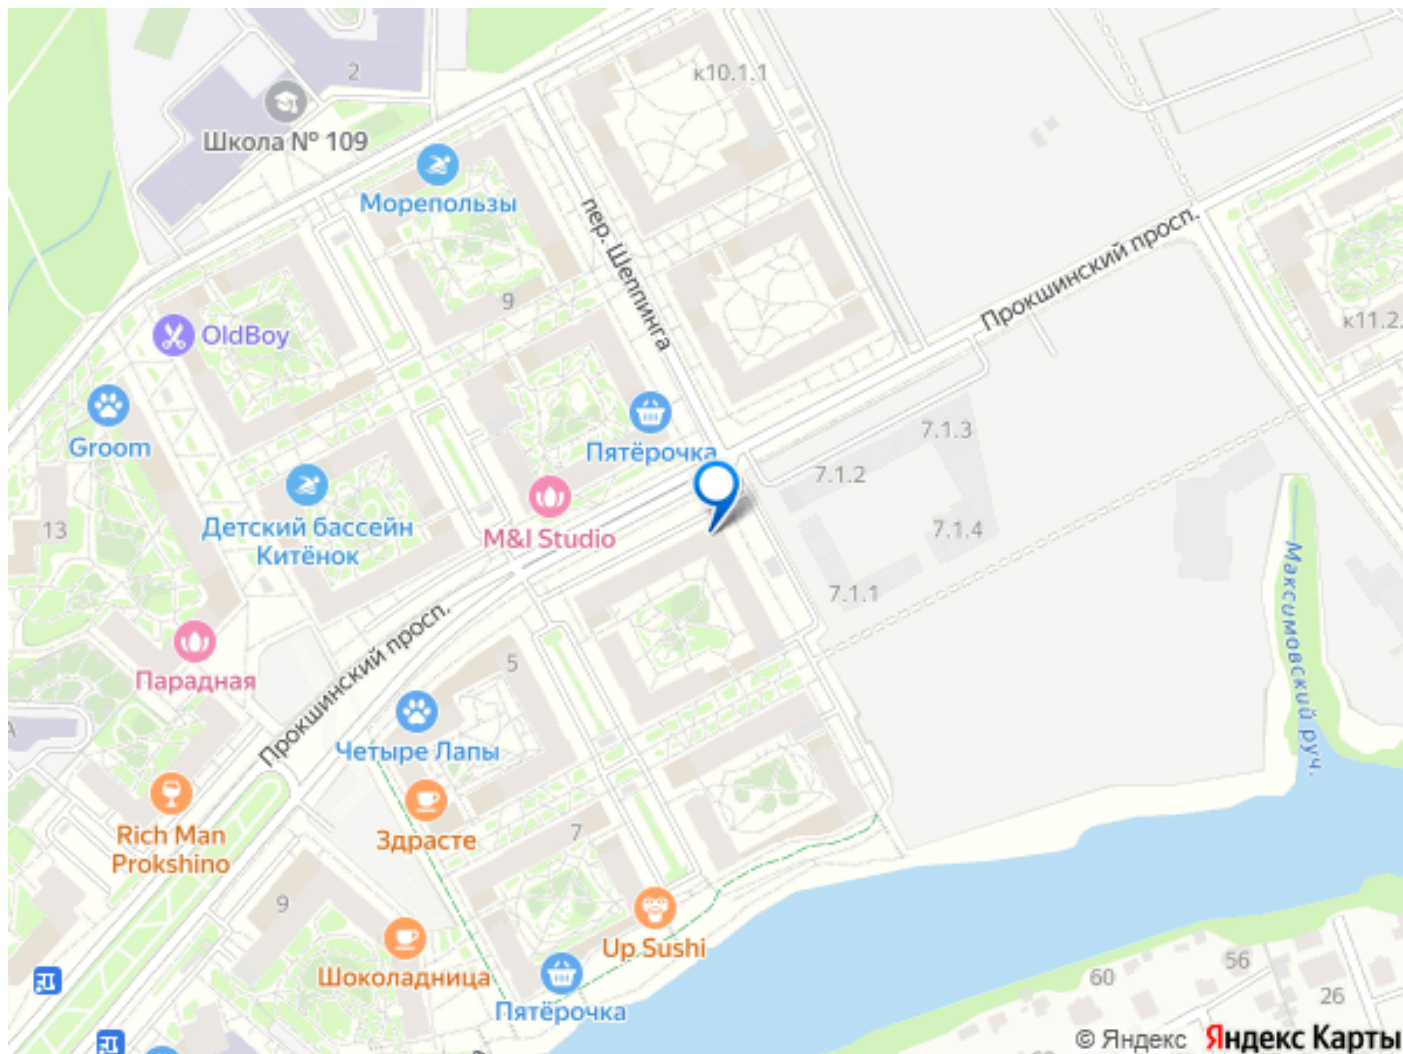 к10.1.1
2
Школа № 109
Морепользы
пер. Шеппинга
Прокшинский просп.
9
к11.2.
OldBoy
Groom
Пятёрочка
7.1.3
7.1.2
M&I Studio
7.1.4
13
Детский бассейн
Китёнок
7.1.1
Максимовский руч.
Прокшинский просп.
5
Парадная
Четыре Лапы
Rich Man
Prokshino
Здрасте
7
9
Up Sushi
Шоколадница
Пятёрочка
60
56
26
© Яндекс Яндекс Карты